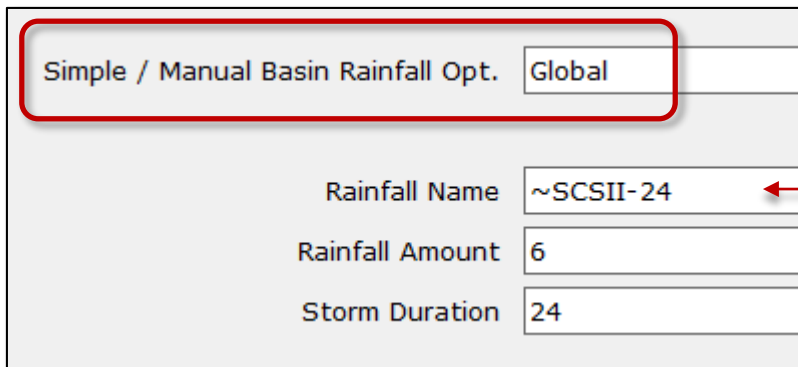 Simple / Manual Basin Rainfall Opt. Global
Rainfall Name ~SCSII-24
Rainfall Amount 6
Storm Duration 24